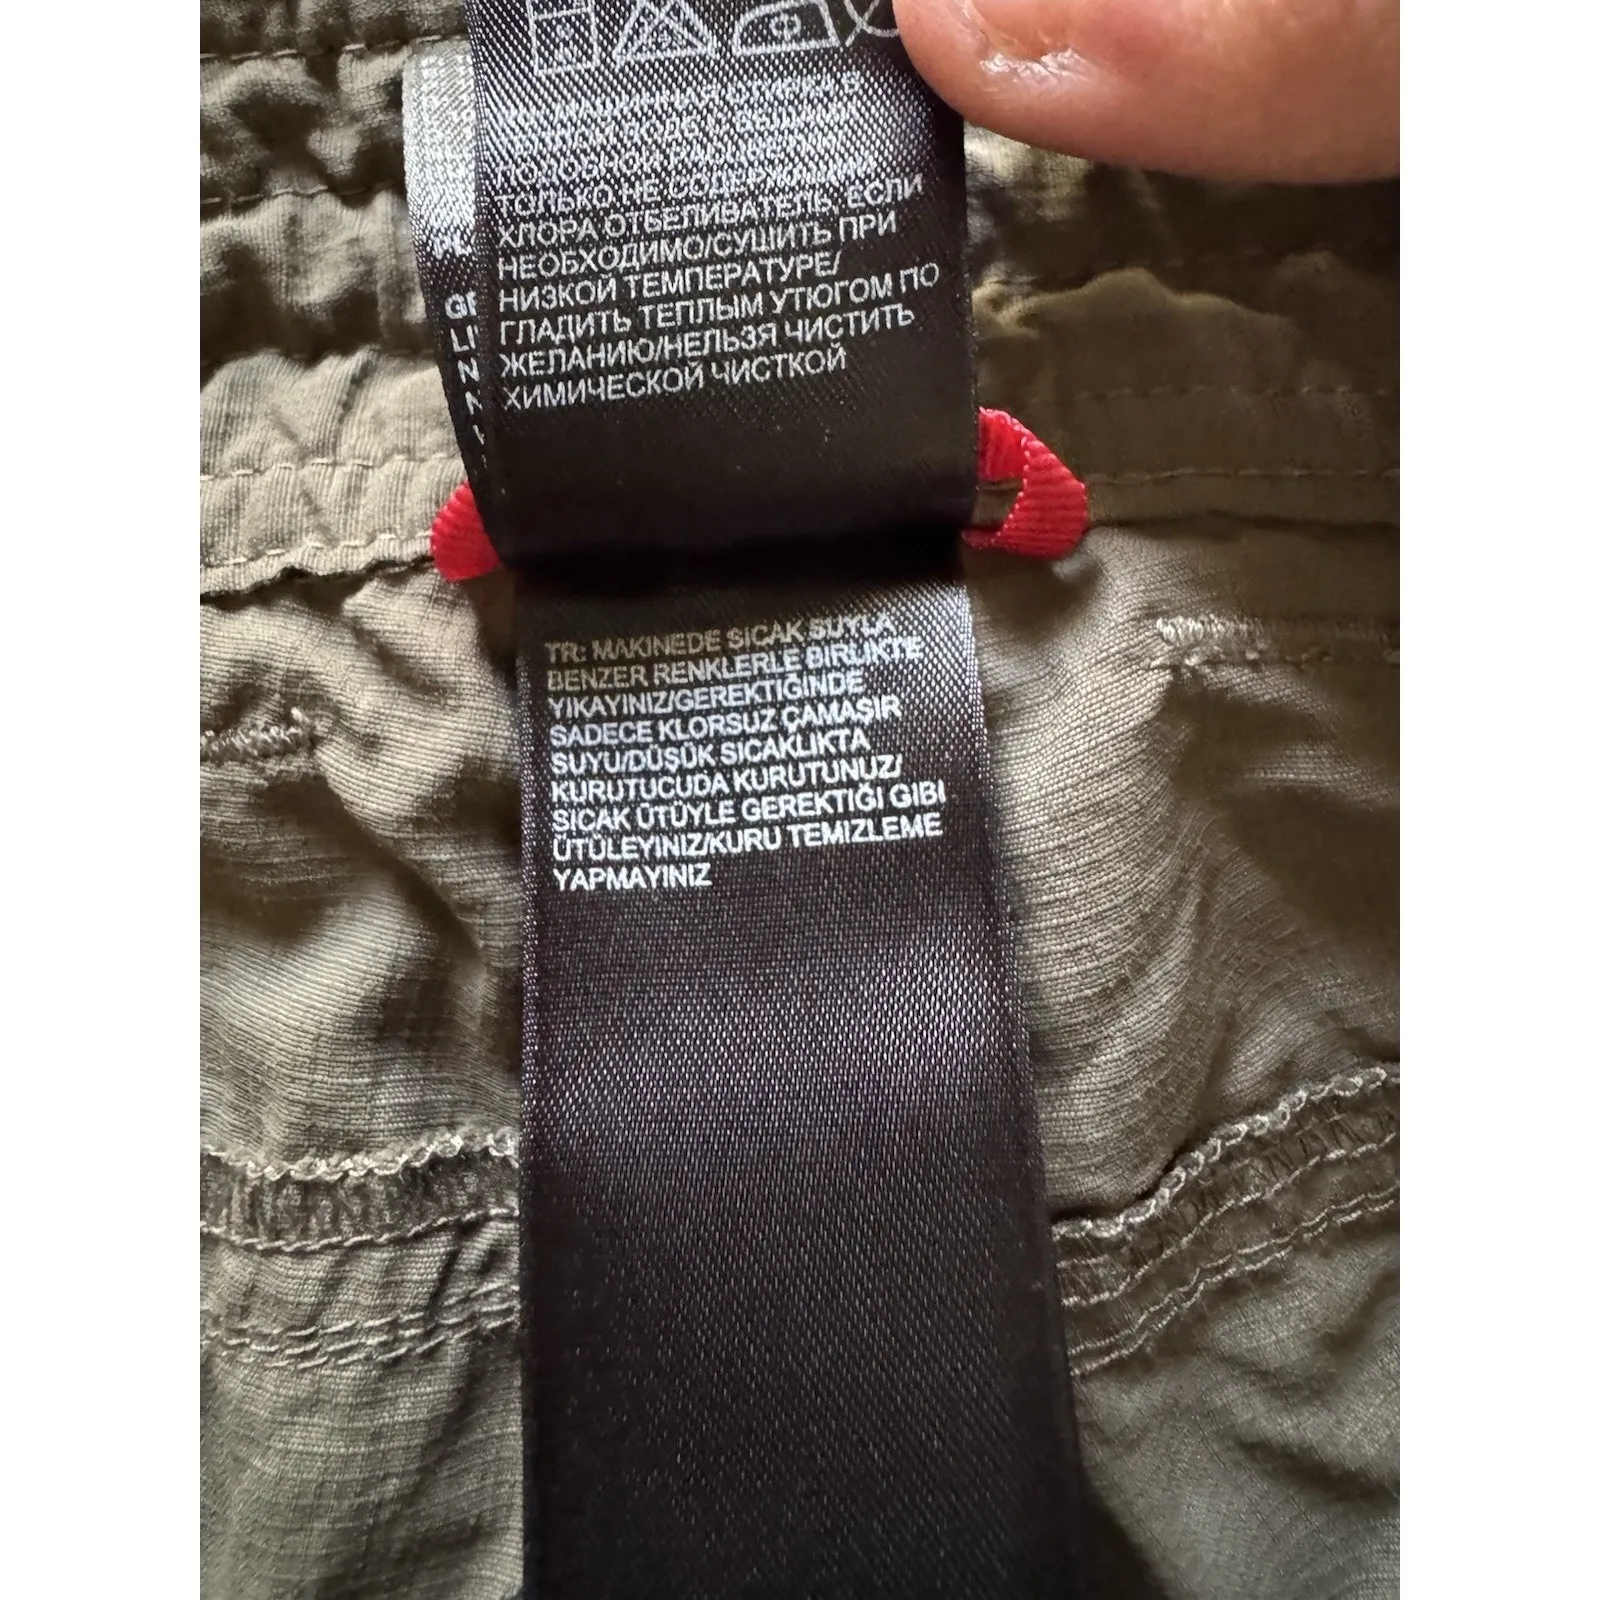 ТОЛЬКО НЕ СОДЕРЖАЩИМ
ХЛОРА ОТБЕЛИВАТЕЛЬ, ЕСЛИ
НЕОБХОДИМО/СУШИТЬ ПРИ
НИЗКОЙ ТЕМПЕРАТУРЕ/
ГЛАДИТЬ ТЕПЛЫМ УТЮГОМ ПО
ЖЕЛАНИЮ/НЕЛЬЗЯ ЧИСТИТЬ
ХИМИЧЕСКОЙ ЧИСТКОЙ
TR: MAKINEDE SICAK SUYLA
BENZER RENKLERLE BIRLIKTE
YIKAYINIZ/GEREKTIĞINDE
SADECE KLORSUZ ÇAMAŞIR
SUYU/DÜŞÜK SICAKLIKTA
KURUTUCUDA KURUTUNUZ/
SICAK ÜTÜYLE GEREKTIĞI GIBI
ÜTÜLEYINIZ/KURU TEMIZLEME
YAPMAYINIZ